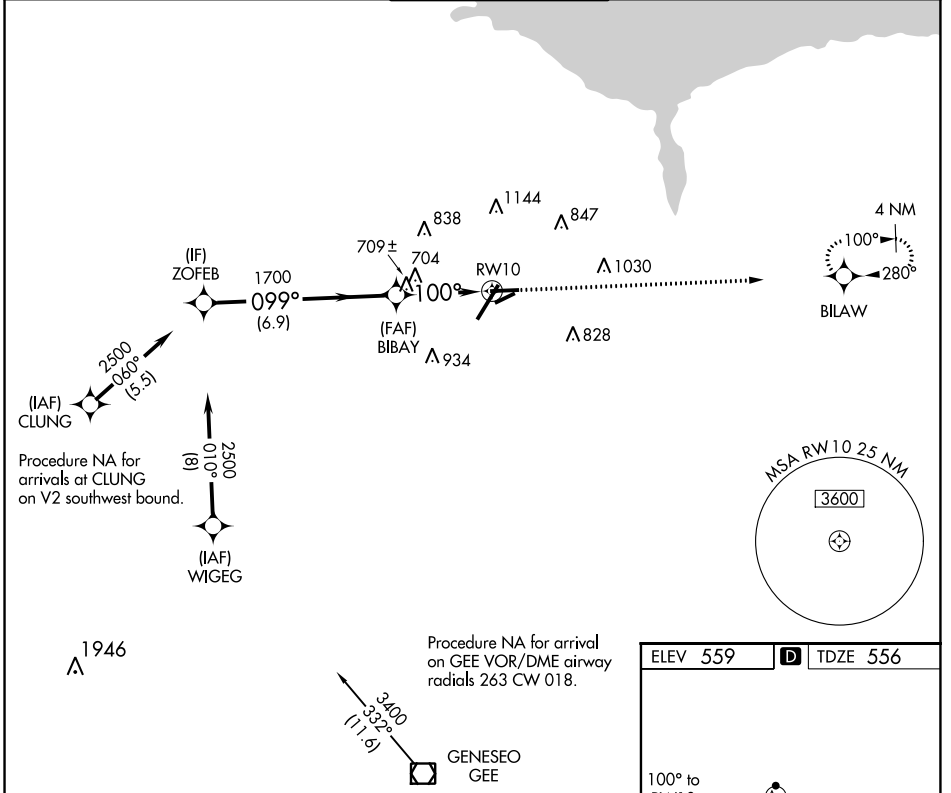 1144
838
847
4 NM
709±
704
100°
(IF)
ZOFEB
1700
099°
(6.9)
100°
RW10
1030
280°
BILAW
(FAF)
BIBAY
934
828
2500
060°
(5.5)
(IAF)
CLUNG
Procedure NA for
arrivals at CLUNG
on V2 southwest bound.
2500
010°
(8)
(IAF)
WIGEG
MSA RW10 25 NM
3600
1946
Procedure NA for arrival
on GEE VOR/DME airway
radials 263 CW 018.
3400
332°
(11.6)
GENESEO
GEE
ELEV 559 D TDZE 556
100° to